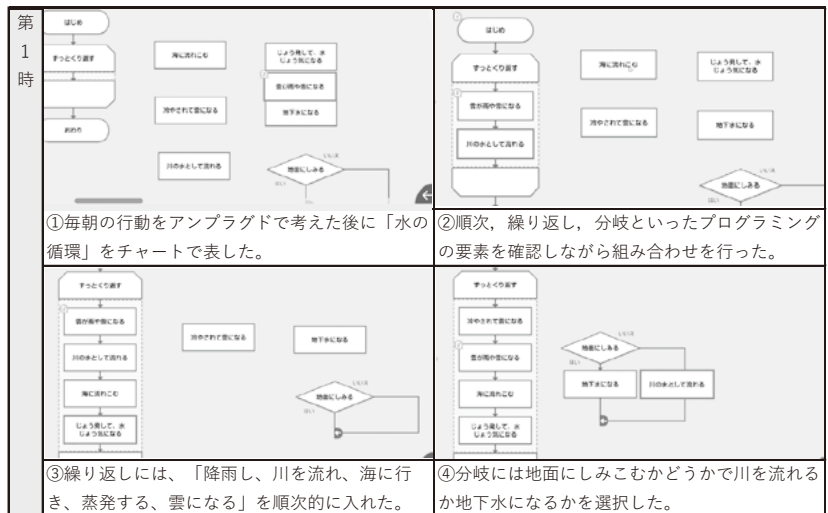 第
1
時
はじめ
ずっとくり返す
おわり
海に流れこむ
冷やされて雲になる
川の水として流れる
じょう発して、水
じょう気になる
雲が雨や雪になる
地下水になる
地面にしみる
いいえ
はい
①毎朝の行動をアンプラグドで考えた後に「水の
循環」をチャートで表した。
はじめ
ずっとくり返す
雲が雨や雪になる
川の水として流れる
海に流れこむ
冷やされて雲になる
じょう発して、水
じょう気になる
地下水になる
地面にしみる
いいえ
はい
②順次，繰り返し，分岐といったプログラミング
の要素を確認しながら組み合わせを行った。
ずっとくり返す
雲が雨や雪になる
川の水として流れる
海に流れこむ
じょう発して、水
じょう気になる
冷やされて雲になる
地下水になる
地面にしみる
いいえ
はい
③繰り返しには、「降雨し、川を流れ、海に行
き、蒸発する、雲になる」を順次的に入れた。
ずっとくり返す
冷やされて雲になる
雲が雨や雪になる
海に流れこむ
じょう発して、水
じょう気になる
地面にしみる
いいえ
はい
地下水になる
川の水として流れる
④分岐には地面にしみこむかどうかで川を流れる
か地下水になるかを選択した。